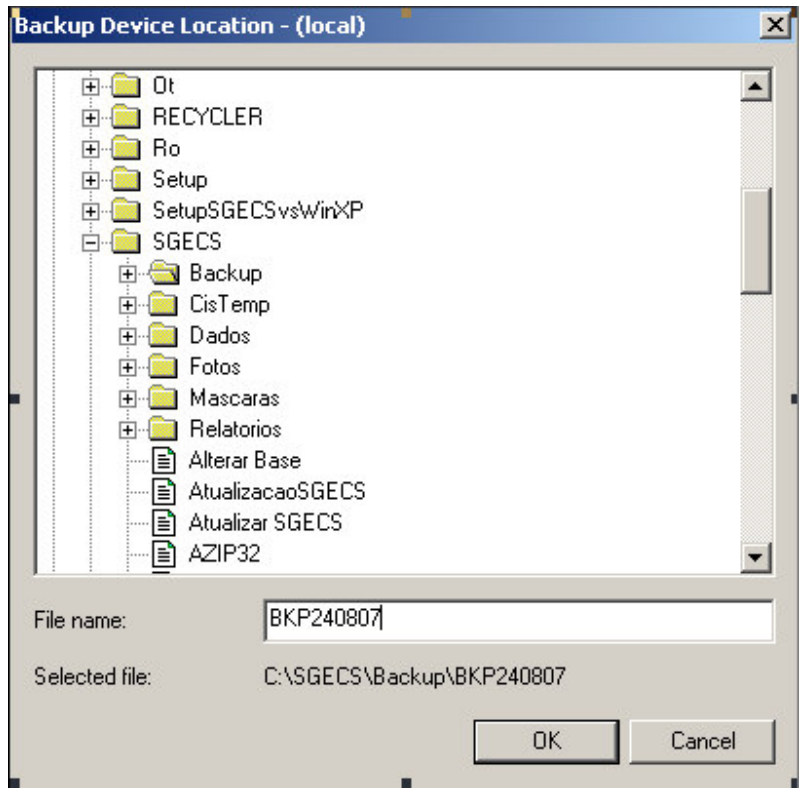 Backup Device Location - (local)
Ot
RECYCLER
Ro
Setup
SetupSGECSvsWinXP
SGECS
Backup
CisTemp
Dados
Fotos
Mascaras
Relatorios
Alterar Base
AtualizacaoSGECS
Atualizar SGECS
AZIP32
File name: BKP240807
Selected file: C:\SGECS\Backup\BKP240807
OK Cancel